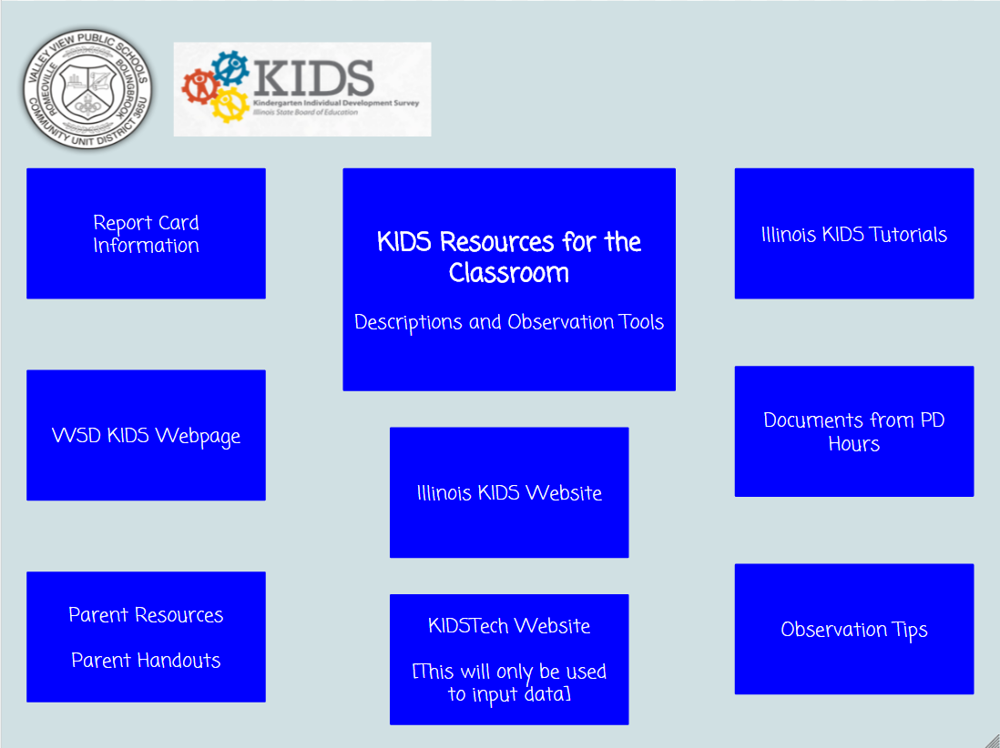 VALLEY VIEW PUBLIC SCHOOLS
ROMEOVILLE
BOLINGBROOK
COMMUNITY UNIT DISTRICT 365U
KIDS
Kindergarten Individual Development Survey
Illinois State Board of Education
Report Card
Information
KIDS Resources for the
Classroom
Descriptions and Observation Tools
Illinois KIDS Tutorials
WSD KIDS Webpage
Documents from PD
Hours
Illinois KIDS Website
Parent Resources
Parent Handouts
KIDSTech Website
[This will only be used
to input data]
Observation Tips